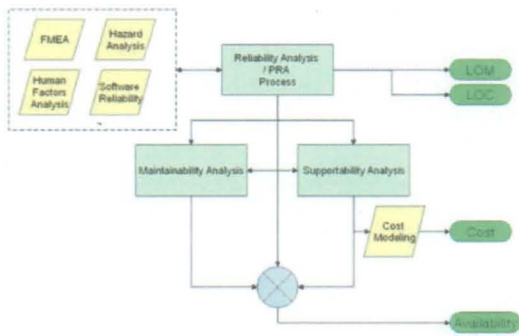 FMEA
Hazard
Analysis
Human
Factors
Analysis
Software
Reliability
Reliability Analysis
/ PRA
Process
LOM
LOC
Maintainability Analysis
Supportability Analysis
Cost
Modeling
Cost
Availability